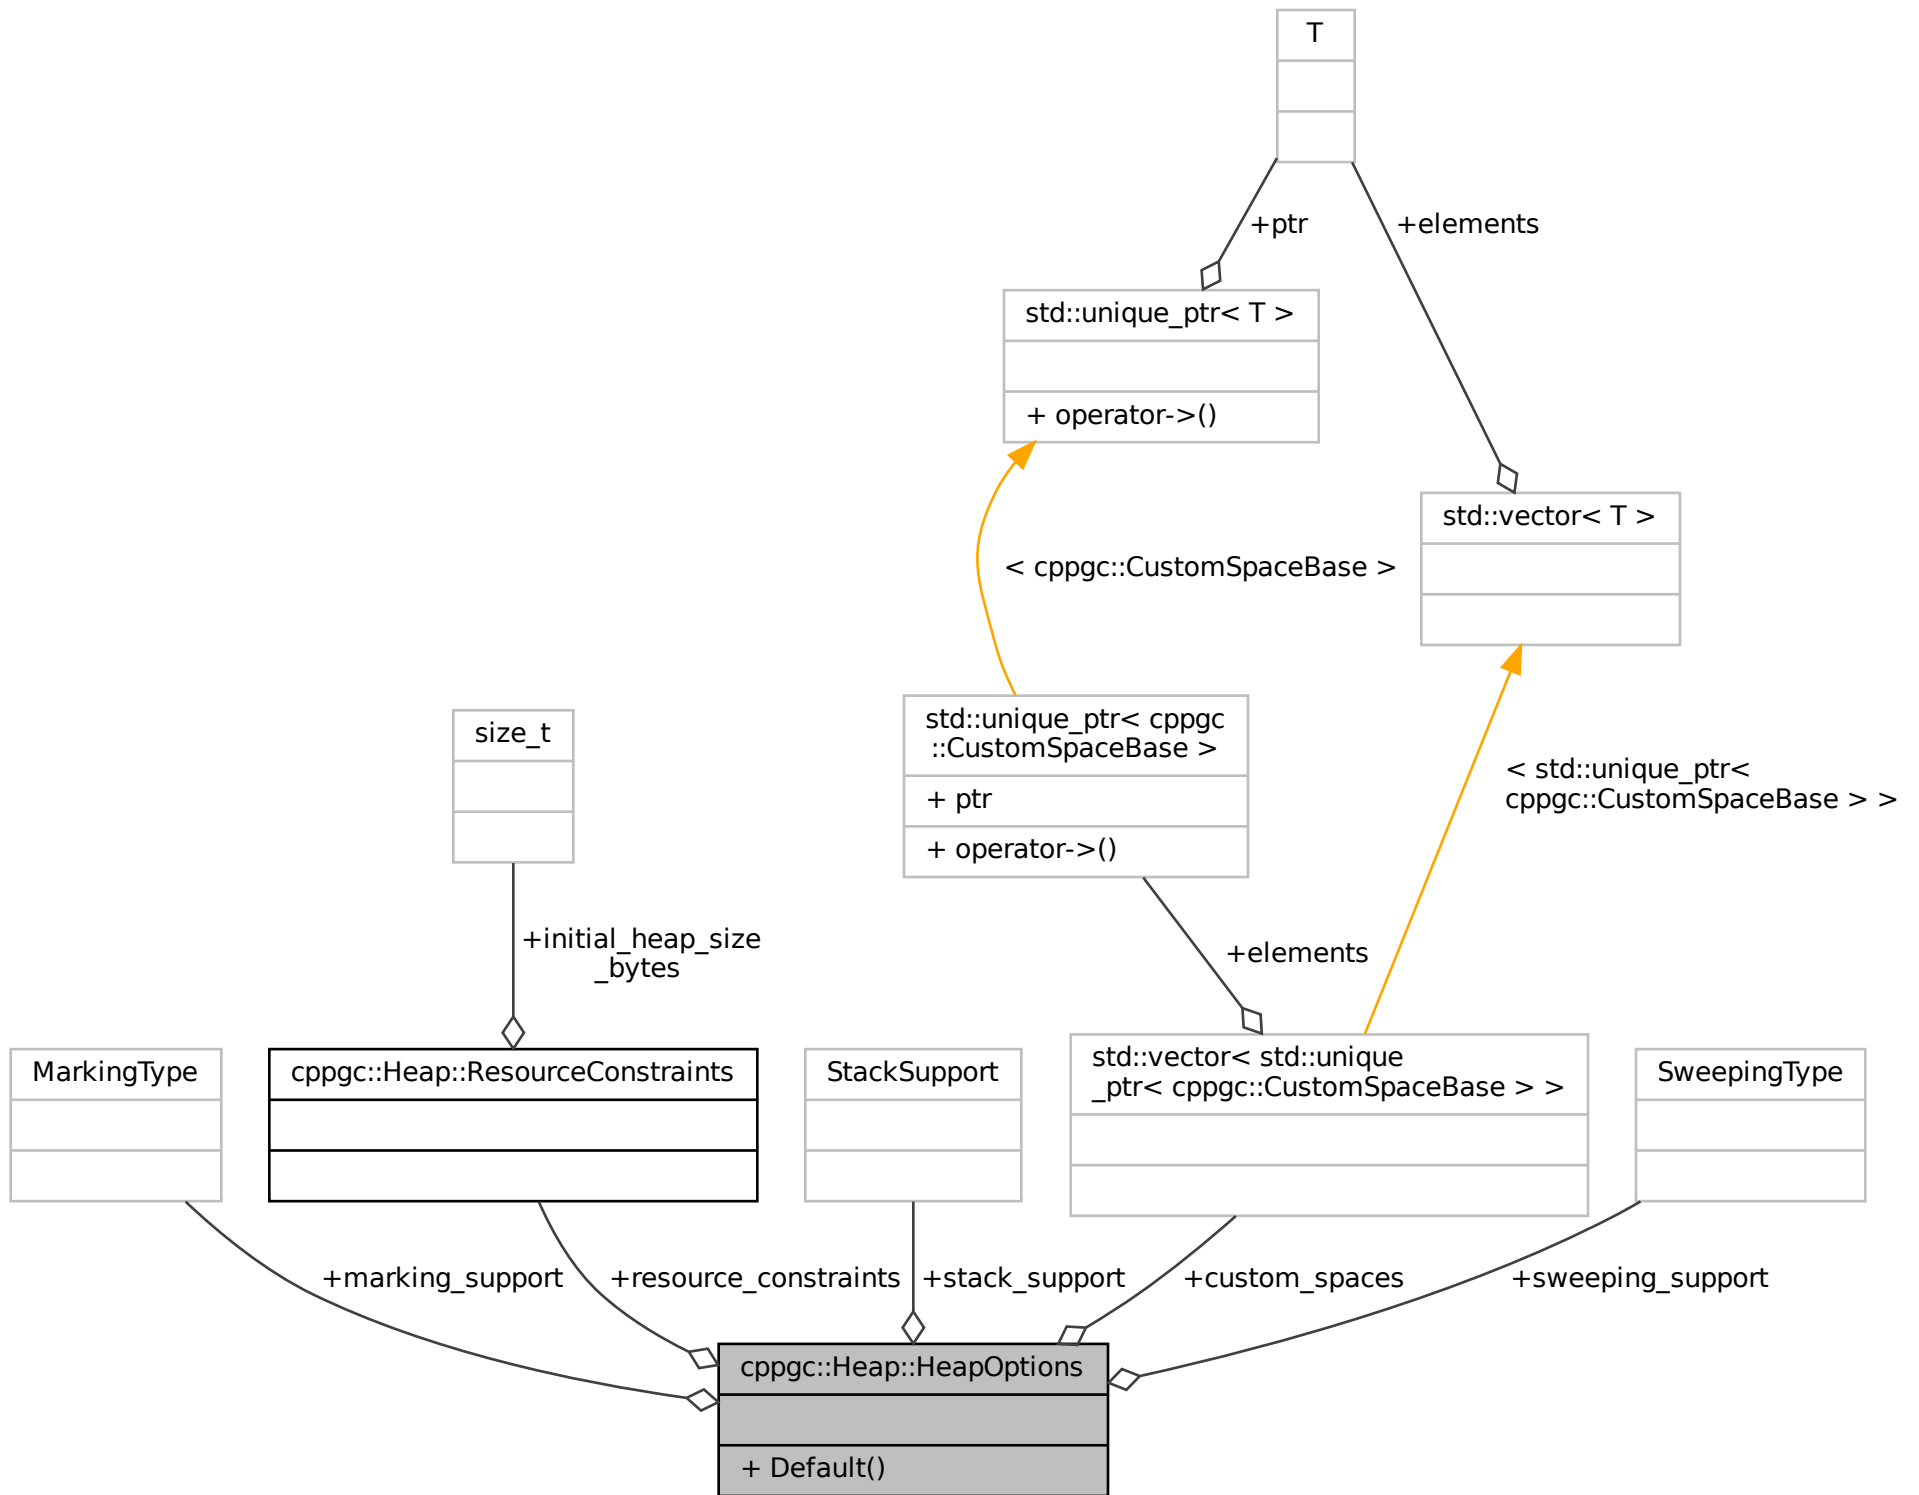 T
+ptr
+elements
std::unique_ptr< T >
+ operator->()
std::vector< T >
< cppgc::CustomSpaceBase >
std::unique_ptr< cppgc
::CustomSpaceBase >
+ ptr
+ operator->()
size_t
< std::unique_ptr<
cppgc::CustomSpaceBase > >
+initial_heap_size
_bytes
+elements
MarkingType
cppgc::Heap::ResourceConstraints
StackSupport
std::vector< std::unique
_ptr< cppgc::CustomSpaceBase > >
SweepingType
+marking_support
+resource_constraints
+stack_support
+custom_spaces
+sweeping_support
cppgc::Heap::HeapOptions
+ Default()